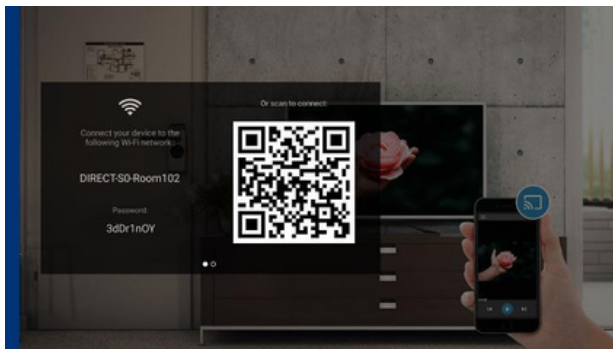 Connect your device to the
following Wi-Fi network:
DIRECT-S0-Room102
Password:
3dDr1nOY
Or scan to connect: